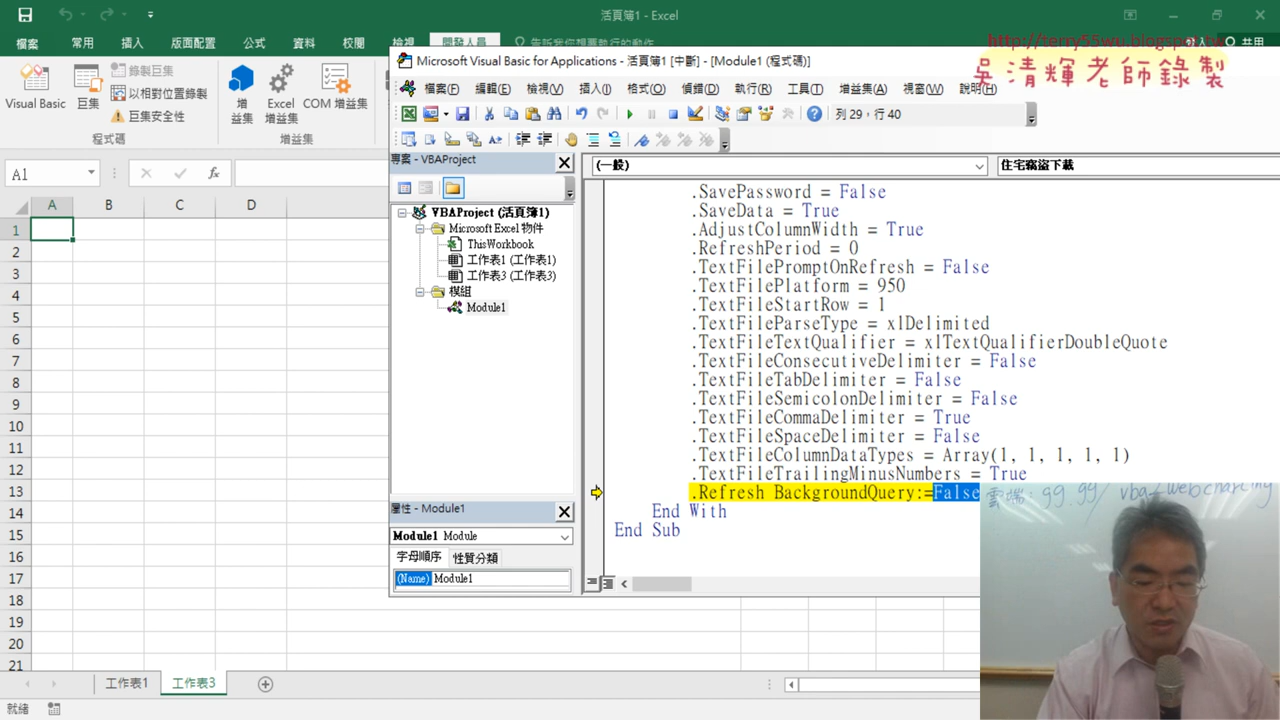 活頁簿1 - Excel
檔案 常用 插入 版面配置 公式 資料 校閱 檢視 開發人員 告訴我您想要執行的動作 共用
http://terry55wu.blogspot.tw
吳清輝老師錄製
Visual Basic
巨集
錄製巨集
以相對位置錄製
巨集安全性
程式碼
增益集
Excel 增益集
COM 增益集
增益集
A1
fx
A B C D
1
2
3
4
5
6
7
8
9
10
11
12
13
14
15
16
17
18
19
20
21
工作表1 工作表3
就緒
Microsoft Visual Basic for Applications - 活頁簿1 [中斷] - [Module1 (程式碼)]
檔案(F) 編輯(E) 檢視(V) 插入(I) 格式(O) 偵錯(D) 執行(R) 工具(T) 增益集(A) 視窗(W) 說明(H)
列 29，行 40
專案 - VBAProject
VBAProject (活頁簿1)
Microsoft Excel 物件
ThisWorkbook
工作表1 (工作表1)
工作表3 (工作表3)
模組
Module1
屬性 - Module1
Module1 Module
字母順序 性質分類
(Name) Module1
(一般) 住宅竊盜下載
.SavePassword = False
.SaveData = True
.AdjustColumnWidth = True
.RefreshPeriod = 0
.TextFilePromptOnRefresh = False
.TextFilePlatform = 950
.TextFileStartRow = 1
.TextFileParseType = xlDelimited
.TextFileTextQualifier = xlTextQualifierDoubleQuote
.TextFileConsecutiveDelimiter = False
.TextFileTabDelimiter = False
.TextFileSemicolonDelimiter = False
.TextFileCommaDelimiter = True
.TextFileSpaceDelimiter = False
.TextFileColumnDataTypes = Array(1, 1, 1, 1, 1)
.TextFileTrailingMinusNumbers = True
.Refresh BackgroundQuery:=False
End With
End Sub
雲端: gg.gg/